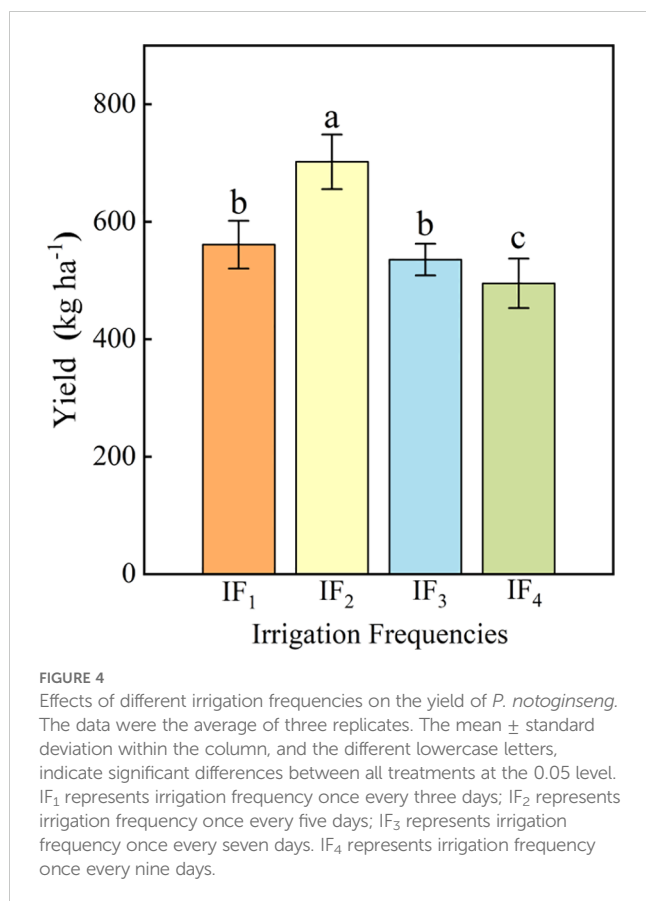 800
600
400
200
0
Yield (kg ha⁻¹)
b
a
b
c
IF₁ IF₂ IF₃ IF₄
Irrigation Frequencies
FIGURE 4
Effects of different irrigation frequencies on the yield of P. notoginseng.
The data were the average of three replicates. The mean ± standard
deviation within the column, and the different lowercase letters,
indicate significant differences between all treatments at the 0.05 level.
IF₁ represents irrigation frequency once every three days; IF₂ represents
irrigation frequency once every five days; IF₃ represents irrigation
frequency once every seven days. IF₄ represents irrigation frequency
once every nine days.